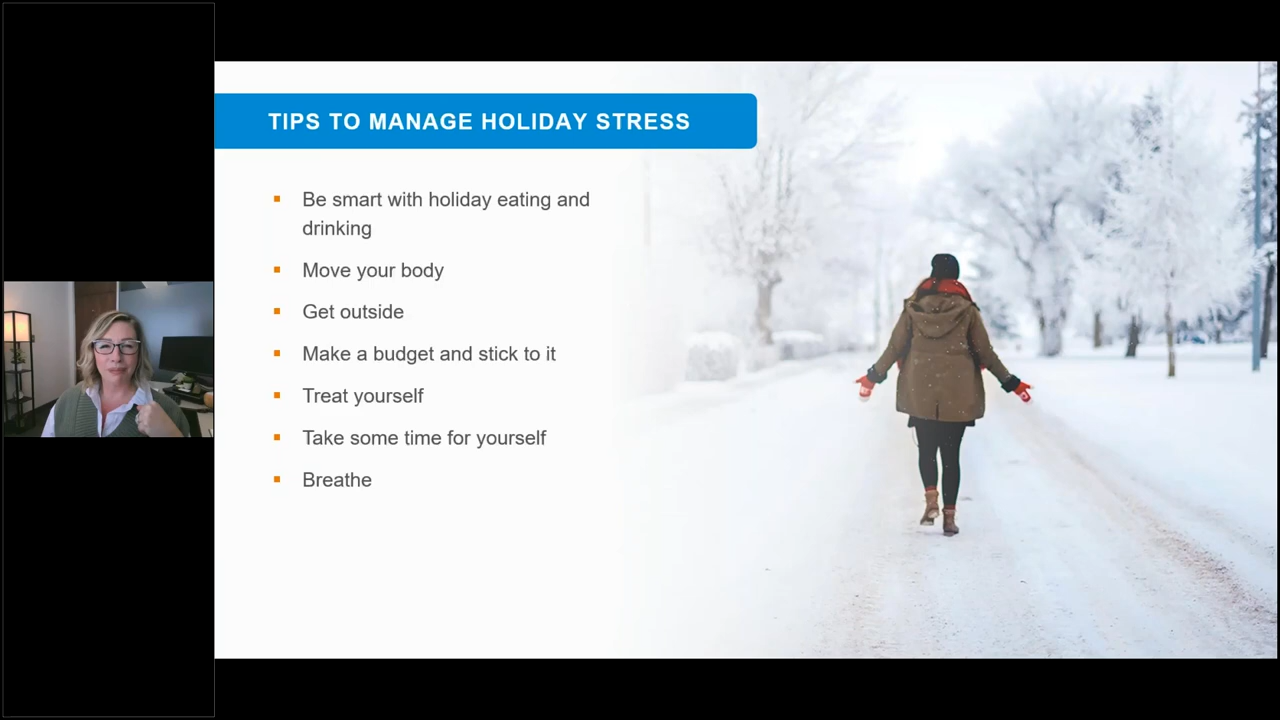 TIPS TO MANAGE HOLIDAY STRESS
Be smart with holiday eating and
drinking
Move your body
Get outside
Make a budget and stick to it
Treat yourself
Take some time for yourself
Breathe